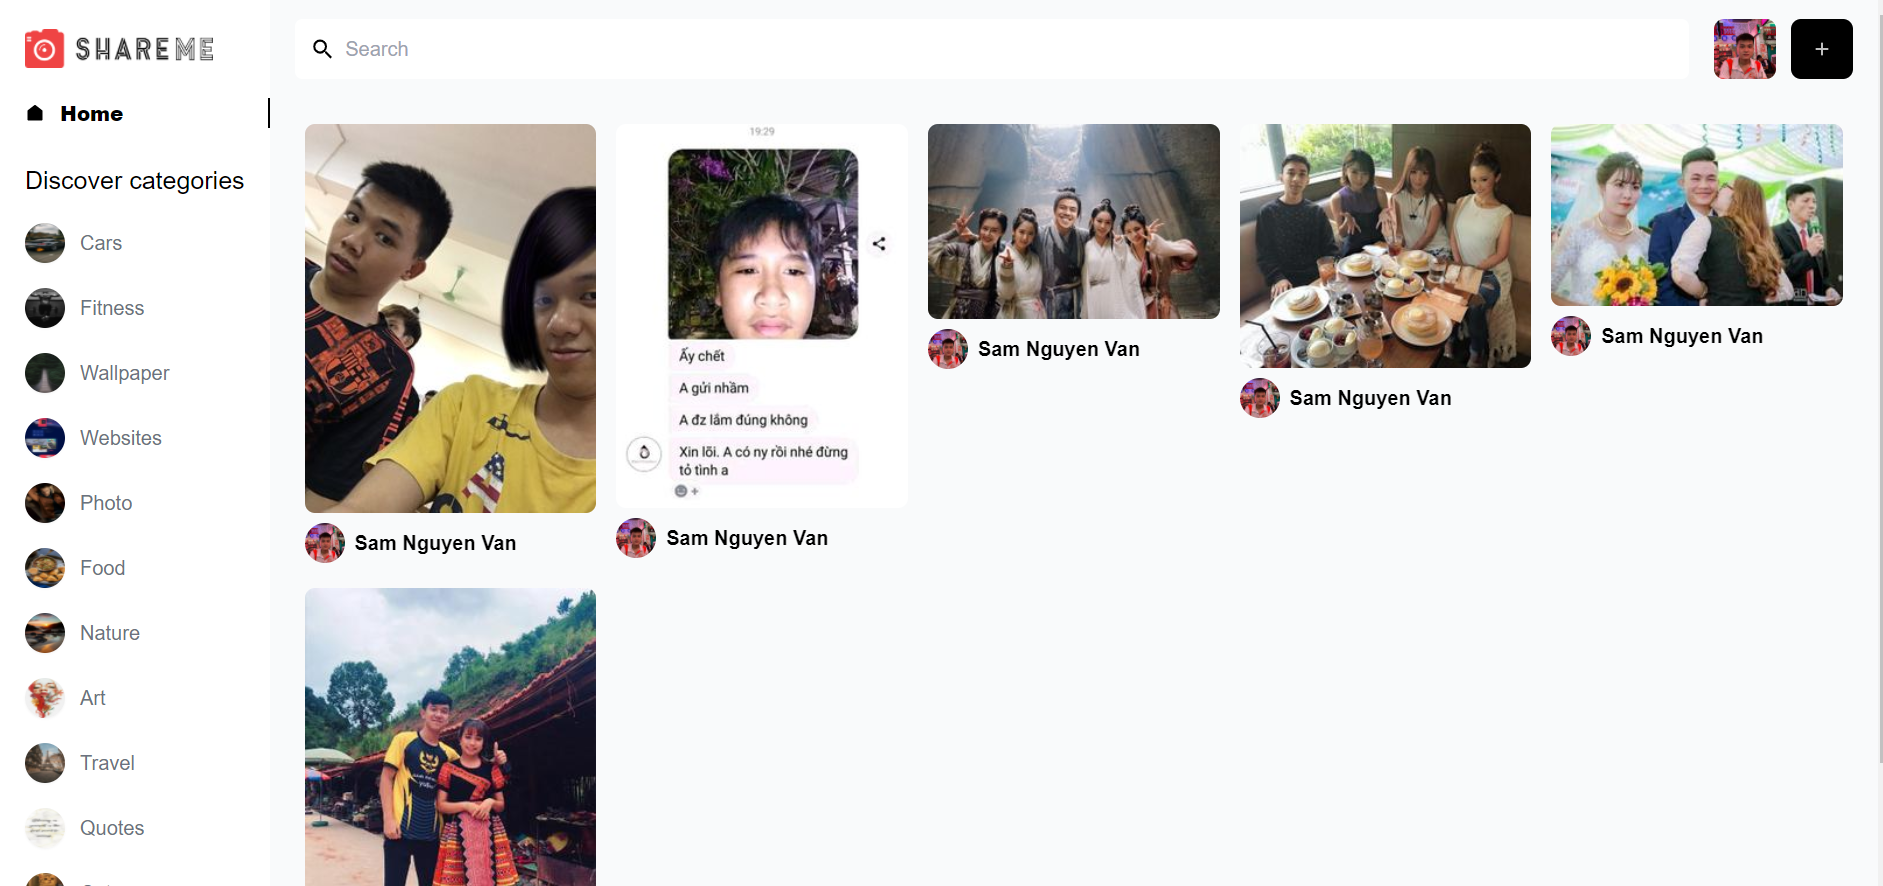 SHAREME
Search
+
Home
Discover categories
Cars
Fitness
Wallpaper
Websites
Photo
Food
Nature
Art
Travel
Quotes
19:29
Ấy chết
A gửi nhầm
A đz lắm đúng không
Xin lỗi. A có ny rồi nhé đừng
tỏ tình a
Sam Nguyen Van
Sam Nguyen Van
Sam Nguyen Van
Sam Nguyen Van
Sam Nguyen Van